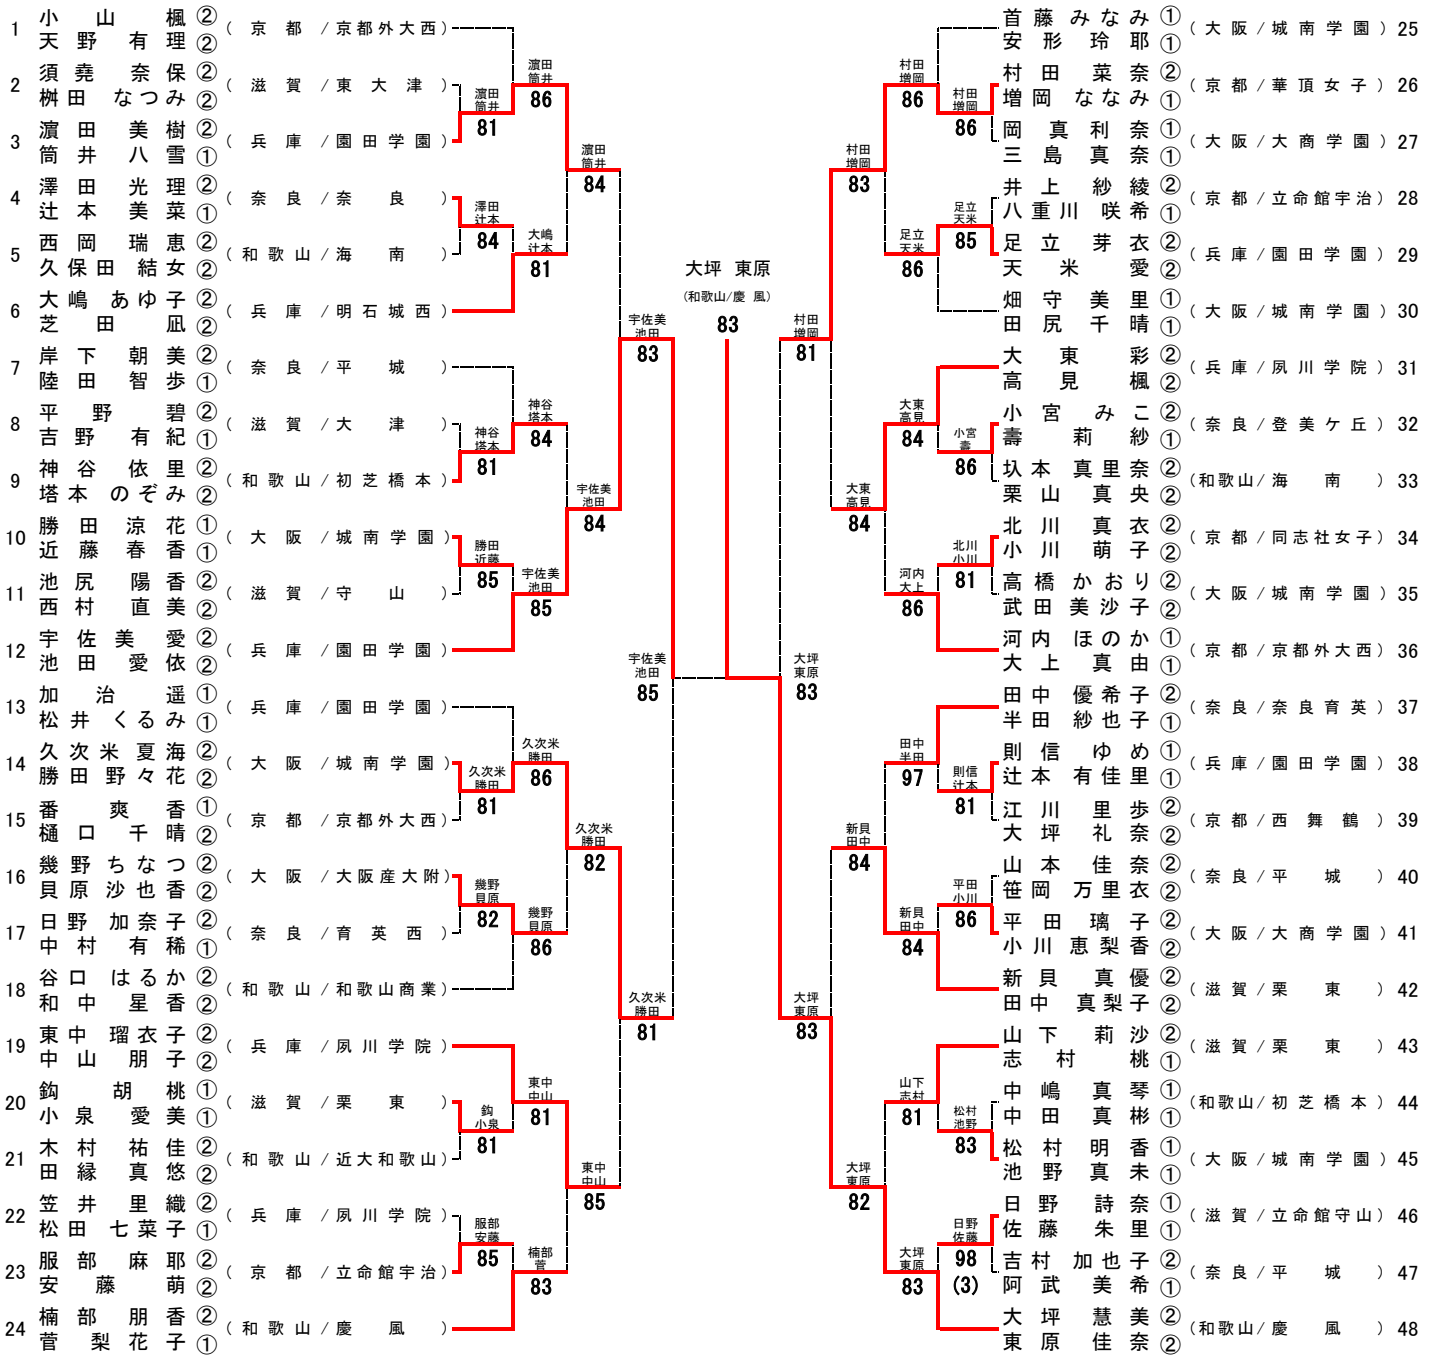 1 小山 楓 ② 天野 有理 ② (京都/京都外大西)
2 須堯 奈保 ② 桝田 なつみ ② (滋賀/東大津)
3 濵田 美樹 ② 筒井 八雪 ① (兵庫/園田学園)
4 澤田 光理 ② 辻本 美菜 ① (奈良/奈良)
5 西岡 瑞恵 ② 久保田 結女 ② (和歌山/海南)
6 大嶋 あゆ子 ② 芝田 凪 ② (兵庫/明石城西)
7 岸下 朝美 ② 陸田 智歩 ① (奈良/平城)
8 平野 碧 ② 吉野 有紀 ① (滋賀/大津)
9 神谷 依里 ② 塔本 のぞみ ② (和歌山/初芝橋本)
10 勝田 涼花 ① 近藤 春香 ① (大阪/城南学園)
11 池尻 陽香 ② 西村 直美 ② (滋賀/守山)
12 宇佐美 愛 ② 池田 愛依 ② (兵庫/園田学園)
13 加治 遥 ① 松井 くるみ ① (兵庫/園田学園)
14 久次米 夏海 ② 勝田 野々花 ② (大阪/城南学園)
15 番 爽香 ① 樋口 千晴 ② (京都/京都外大西)
16 幾野 ちなつ ② 貝原 沙也香 ② (大阪/大阪産大附)
17 日野 加奈子 ② 中村 有稀 ① (奈良/育英西)
18 谷口 はるか ② 和中 星香 ② (和歌山/和歌山商業)
19 東中 瑠衣子 ② 中山 朋子 ② (兵庫/夙川学院)
20 鈎 胡桃 ① 小泉 愛美 ① (滋賀/栗東)
21 木村 祐佳 ② 田縁 真悠 ② (和歌山/近大和歌山)
22 笠井 里織 ② 松田 七菜子 ① (兵庫/夙川学院)
23 服部 麻耶 ② 安藤 萌 ② (京都/立命館宇治)
24 楠部 朋香 ② 菅 梨花子 ① (和歌山/慶風)
濵田 筒井 81
澤田 辻本 84
神谷 塔本 81
勝田 近藤 85
久次米 勝田 81
幾野 貝原 82
鈎 小泉 81
服部 安藤 85
濵田 筒井 86
大嶋 辻本 81
神谷 塔本 84
宇佐美 池田 85
久次米 勝田 86
幾野 貝原 86
東中 中山 81
楠部 菅 83
濵田 筒井 84
宇佐美 池田 84
久次米 勝田 82
東中 中山 85
宇佐美 池田 83
久次米 勝田 81
宇佐美 池田 85
大坪 東原
(和歌山/慶風)
83
村田 増岡 81
大坪 東原 83
大坪 東原 83
村田 増岡 83
大東 高見 84
新貝 田中 84
大坪 東原 82
村田 増岡 86
足立 天米 86
大東 高見 84
河内 大上 86
田中 半田 97
新貝 田中 84
山下 志村 81
大坪 東原 83
村田 増岡 86
足立 天米 85
小宮 壽 86
北川 小川 81
則信 辻本 81
平田 小川 86
松村 池野 83
日野 佐藤 98 (3)
首藤 みなみ ① 安形 玲耶 ① (大阪/城南学園) 25
村田 菜奈 ② 増岡 ななみ ① (京都/華頂女子) 26
岡 真利奈 ① 三島 真奈 ① (大阪/大商学園) 27
井上 紗綾 ② 八重川 咲希 ① (京都/立命館宇治) 28
足立 芽衣 ② 天米 愛 ② (兵庫/園田学園) 29
畑守 美里 ① 田尻 千晴 ① (大阪/城南学園) 30
大東 彩 ② 高見 楓 ② (兵庫/夙川学院) 31
小宮 みこ ② 壽 莉紗 ① (奈良/登美ケ丘) 32
圦本 真里奈 ② 栗山 真央 ② (和歌山/海南) 33
北川 真衣 ② 小川 萌子 ② (京都/同志社女子) 34
高橋 かおり ② 武田 美沙子 ② (大阪/城南学園) 35
河内 ほのか ① 大上 真由 ① (京都/京都外大西) 36
田中 優希子 ② 半田 紗也子 ① (奈良/奈良育英) 37
則信 ゆめ ① 辻本 有佳里 ① (兵庫/園田学園) 38
江川 里歩 ② 大坪 礼奈 ② (京都/西舞鶴) 39
山本 佳奈 ② 笹岡 万里衣 ② (奈良/平城) 40
平田 璃子 ② 小川 恵梨香 ② (大阪/大商学園) 41
新貝 真優 ② 田中 真梨子 ② (滋賀/栗東) 42
山下 莉沙 ② 志村 桃 ① (滋賀/栗東) 43
中嶋 真琴 ① 中田 真彬 ① (和歌山/初芝橋本) 44
松村 明香 ① 池野 真未 ① (大阪/城南学園) 45
日野 詩奈 ① 佐藤 朱里 ① (滋賀/立命館守山) 46
吉村 加也子 ② 阿武 美希 ① (奈良/平城) 47
大坪 慧美 ② 東原 佳奈 ② (和歌山/慶風) 48